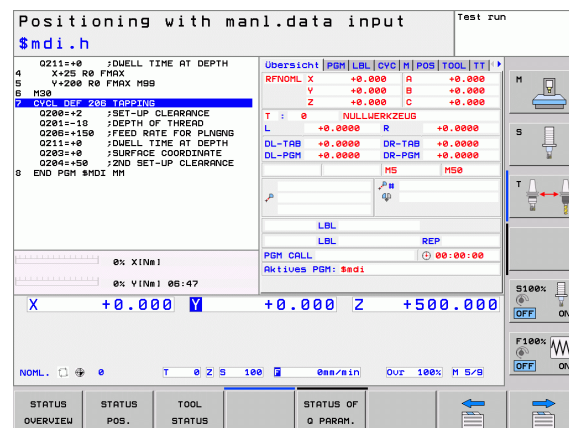 Positioning with manl.data input
Test run
$mdi.h
Q211=+0 ;DWELL TIME AT DEPTH
4 X+25 R0 FMAX
5 Y+200 R0 FMAX M99
6 M30
7 CYCL DEF 206 TAPPING
Q200=+2 ;SET-UP CLEARANCE
Q201=-18 ;DEPTH OF THREAD
Q206=+150 ;FEED RATE FOR PLNGNG
Q211=+0 ;DWELL TIME AT DEPTH
Q203=+0 ;SURFACE COORDINATE
Q204=+50 ;2ND SET-UP CLEARANCE
8 END PGM $MDI MM
0% X[Nm]
0% Y[Nm] 06:47
Übersicht PGM LBL CYC M POS TOOL TT
RFNOML X +0.000 A +0.000
Y +0.000 B +0.000
Z +0.000 C +0.000
T : 0 NULLWERKZEUG
L +0.0000 R +0.0000
DL-TAB +0.0000 DR-TAB +0.0000
DL-PGM +0.0000 DR-PGM +0.0000
M5 M50
P #
LBL
LBL REP
PGM CALL 00:00:00
Aktives PGM: $mdi
X +0.000 Y +0.000 Z +500.000
NOML. 0 T 0 Z S 100 F 0mm/min Ovr 100% M 5/9
M
S
T
S100%
OFF ON
F100%
OFF ON
STATUS OVERVIEW
STATUS POS.
TOOL STATUS
STATUS OF Q PARAM.